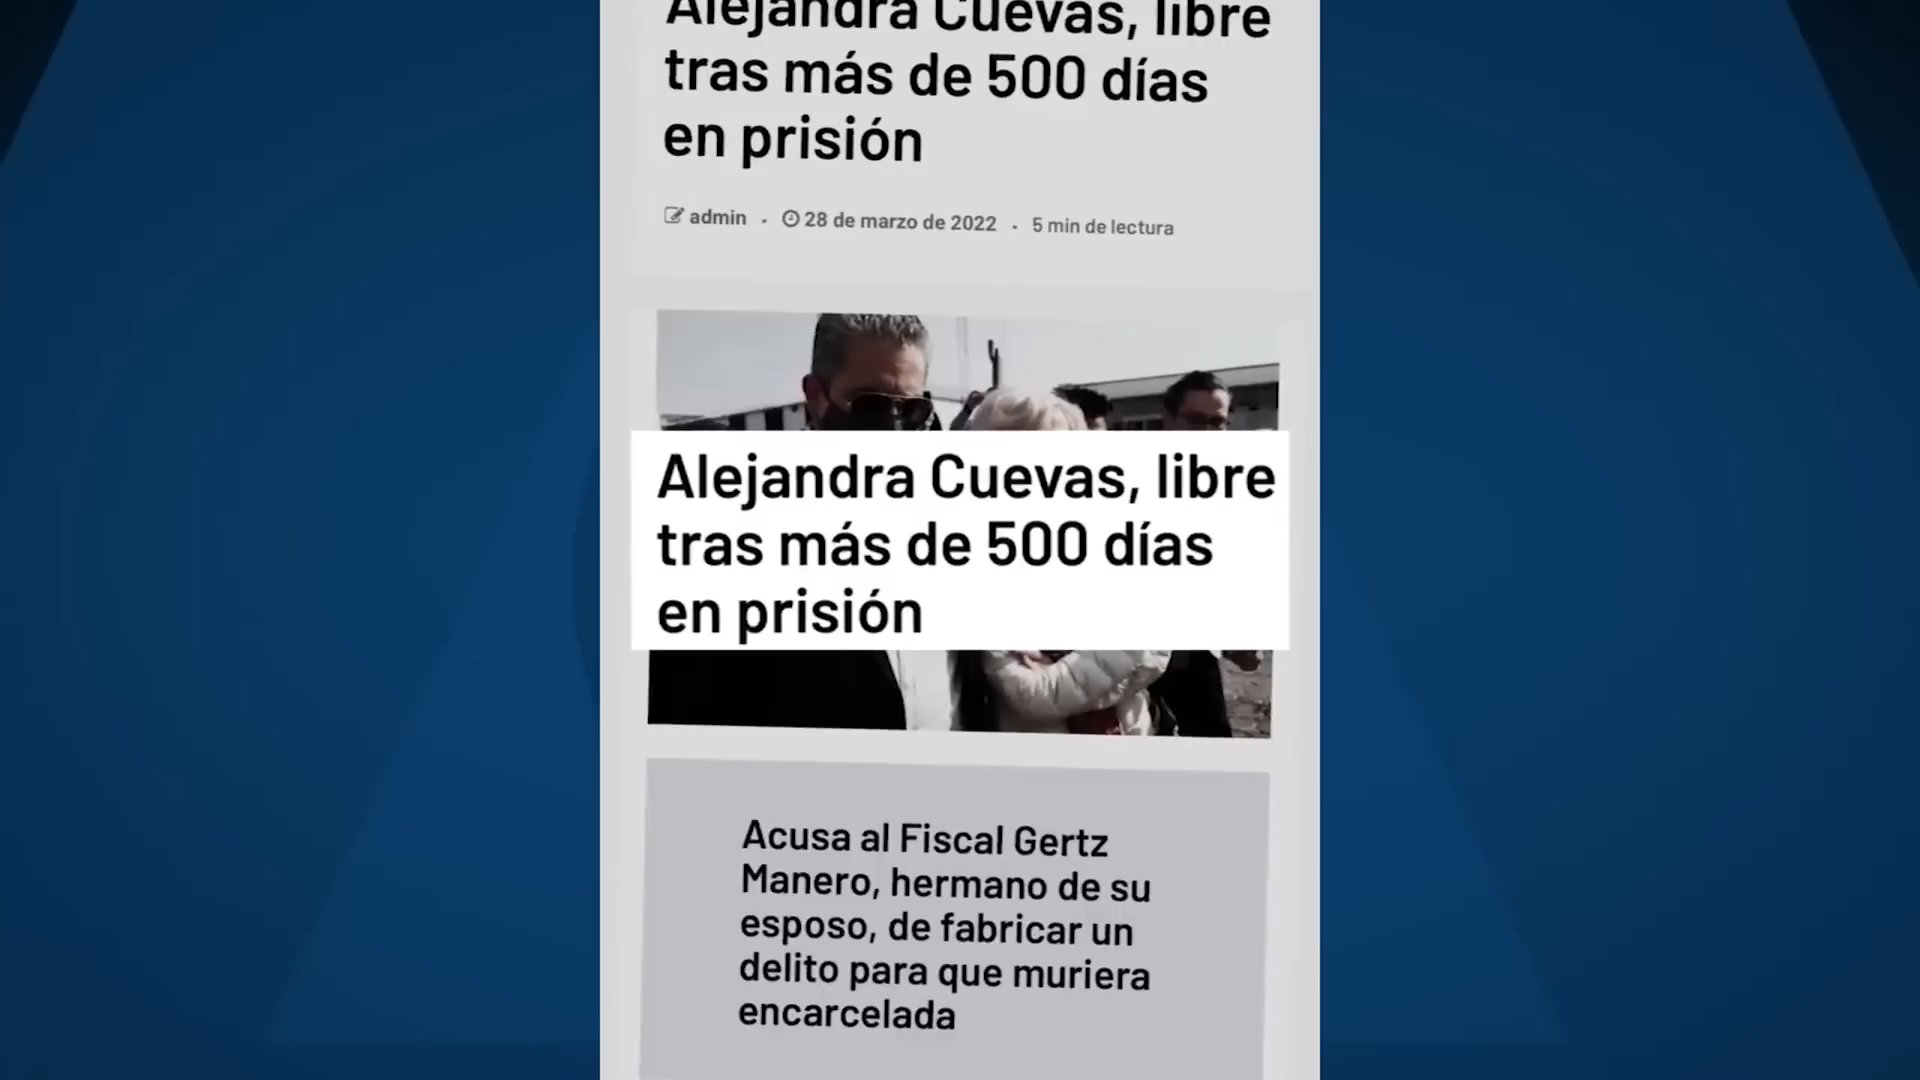 Alejandra Cuevas, libre
tras más de 500 días
en prisión
admin . 28 de marzo de 2022 . 5 min de lectura
Alejandra Cuevas, libre
tras más de 500 días
en prisión
Acusa al Fiscal Gertz
Manero, hermano de su
esposo, de fabricar un
delito para que muriera
encarcelada